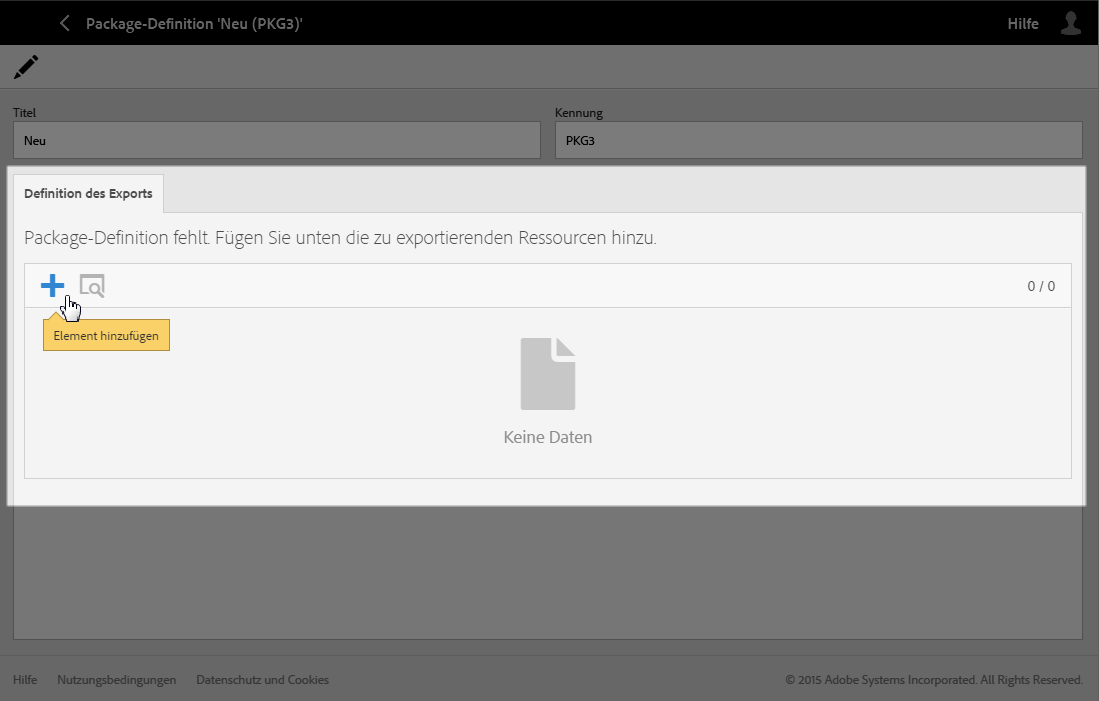 Package-Definition 'Neu (PKG3)'
Hilfe
Titel
Kennung
Neu
PKG3
Definition des Exports
Package-Definition fehlt. Fügen Sie unten die zu exportierenden Ressourcen hinzu.
0 / 0
Element hinzufügen
Keine Daten
Hilfe Nutzungsbedingungen Datenschutz und Cookies © 2015 Adobe Systems Incorporated. All Rights Reserved.